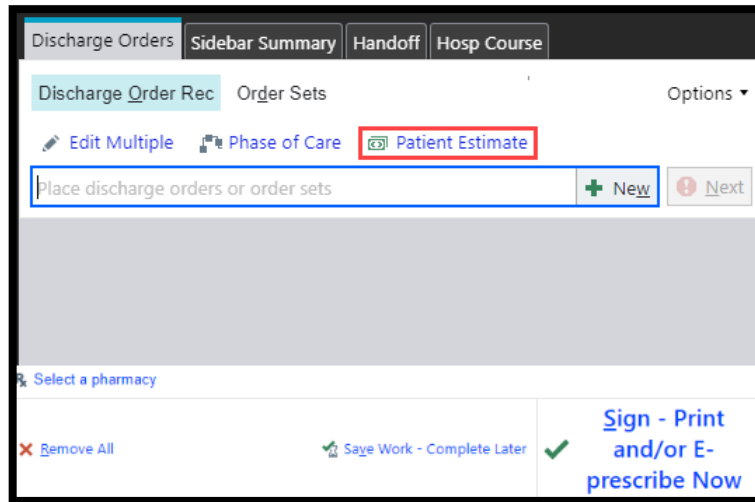 Discharge Orders Sidebar Summary Handoff Hosp Course
Discharge Order Rec Order Sets Options
Edit Multiple Phase of Care Patient Estimate
Place discharge orders or order sets New Next
Select a pharmacy
Remove All Save Work - Complete Later
Sign - Print
and/or E-
prescribe Now